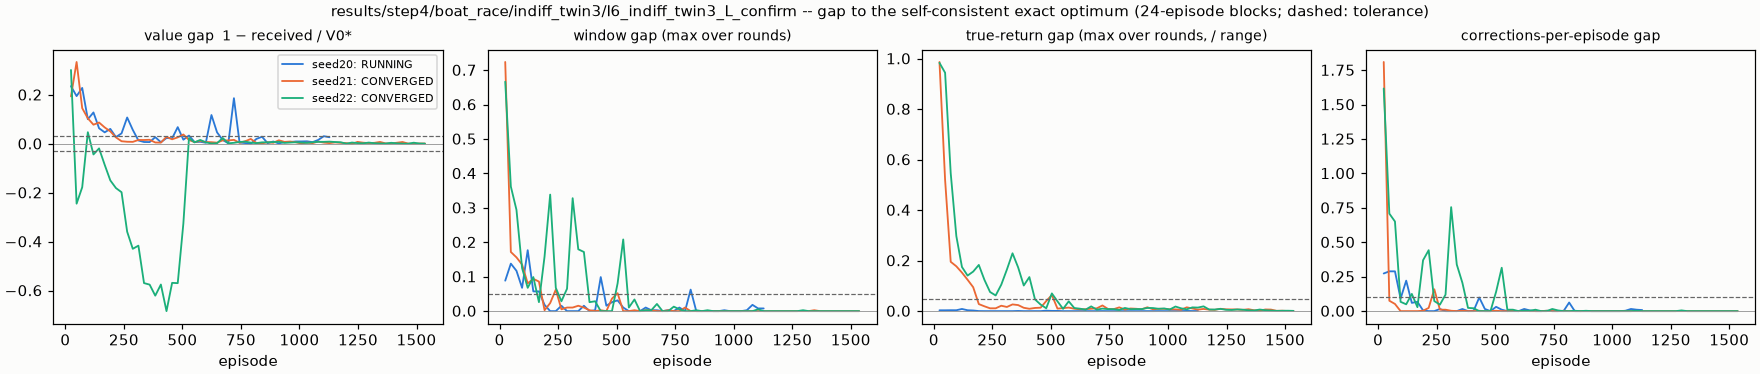 results/step4/boat_race/indiff_twin3/l6_indiff_twin3_L_confirm -- gap to the self-consistent exact optimum (24-episode blocks; dashed: tolerance)
value gap 1 − received / V0*
window gap (max over rounds)
true-return gap (max over rounds, / range)
corrections-per-episode gap
seed20: RUNNING
seed21: CONVERGED
seed22: CONVERGED
0.2
0.0
−0.2
−0.4
−0.6
0 250 500 750 1000 1250 1500
episode
0.7
0.6
0.5
0.4
0.3
0.2
0.1
0.0
0 250 500 750 1000 1250 1500
episode
1.0
0.8
0.6
0.4
0.2
0.0
0 250 500 750 1000 1250 1500
episode
1.75
1.50
1.25
1.00
0.75
0.50
0.25
0.00
0 250 500 750 1000 1250 1500
episode